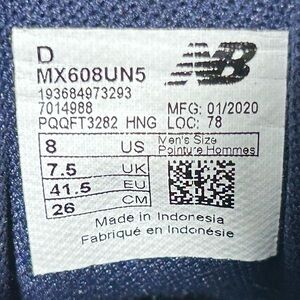 D
MX608UN5
NB
193684973293
7014988 MFG: 01/2020
PQQFT3282 HNG LOC: 78
8 US Men's Size
Pointure Hommes
7.5 UK
41.5 EU
26 CM
Made in Indonesia
Fabriqué en Indonésie